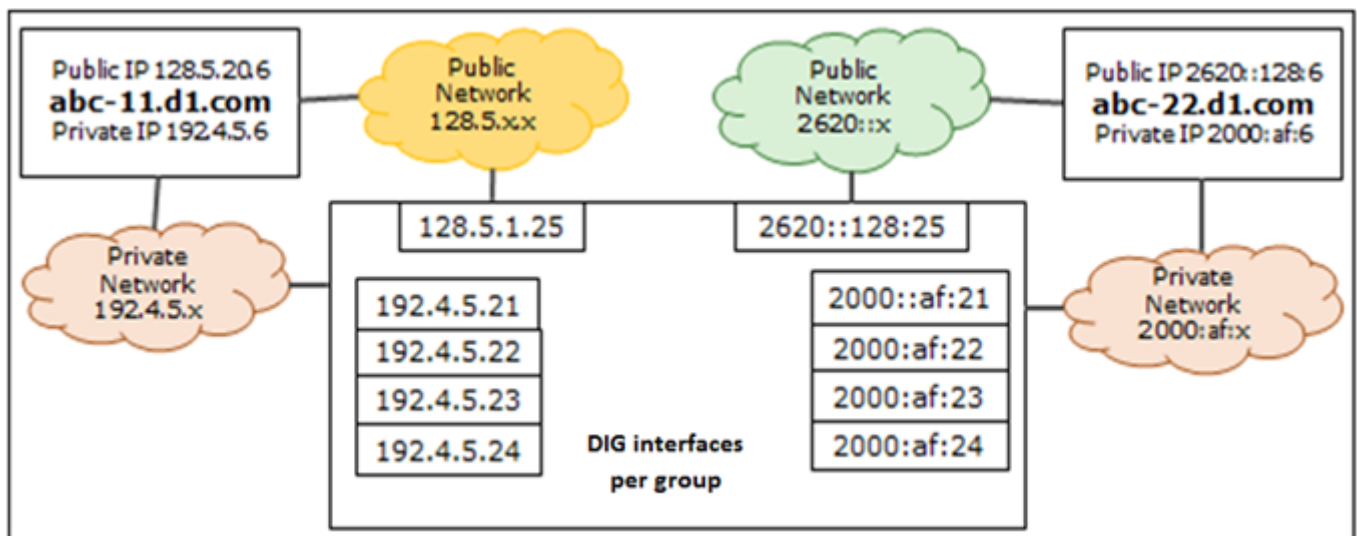 Public IP 128.5.20.6
abc-11.d1.com
Private IP 192.4.5.6
Public
Network
128.5.x.x
Public
Network
2620::x
Public IP 2620::128:6
abc-22.d1.com
Private IP 2000:af:6
Private
Network
192.4.5.x
128.5.1.25
2620::128:25
Private
Network
2000:af:x
192.4.5.21
192.4.5.22
192.4.5.23
192.4.5.24
2000::af:21
2000:af:22
2000:af:23
2000:af:24
DIG interfaces
per group